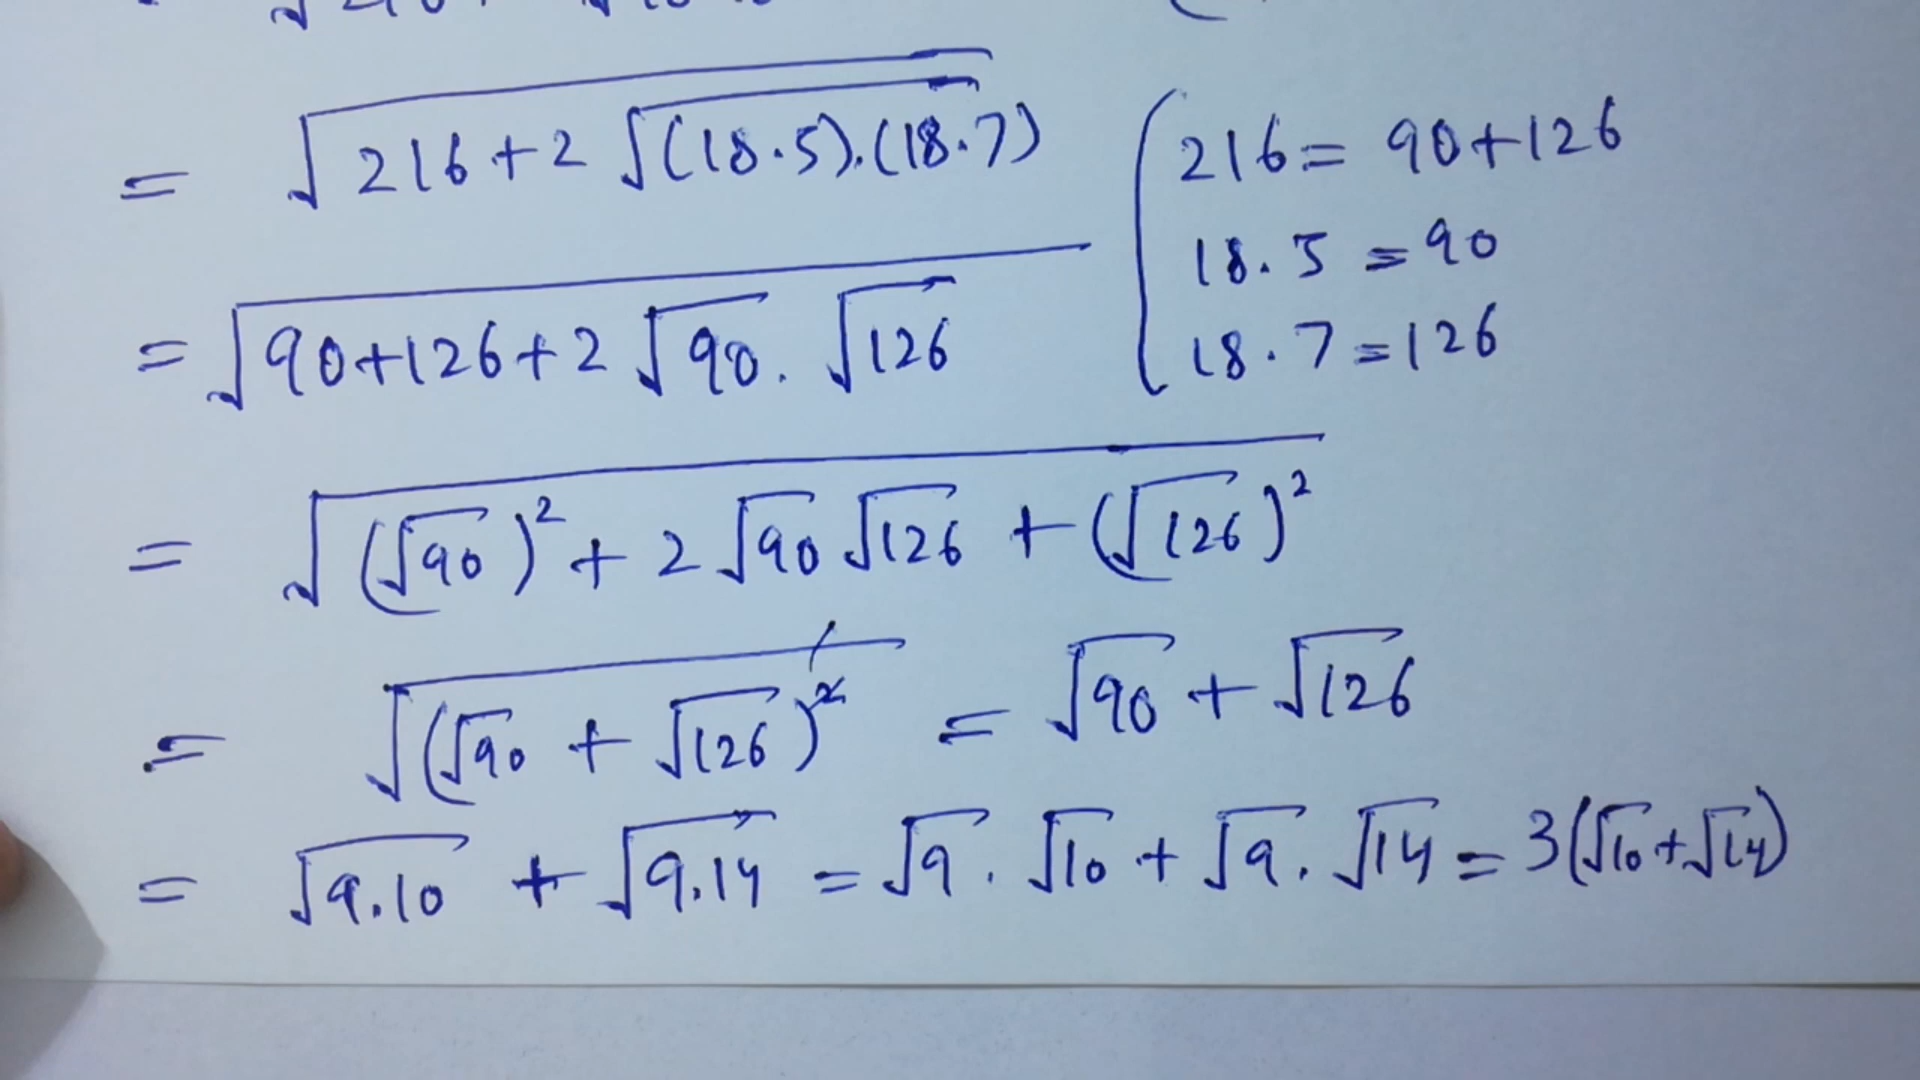 = √(216+2√((18.5).(18.7)))
216 = 90+126
18.5 = 90
18.7 = 126
= √(90+126+2√90.√126)
= √((√90)² + 2√90√126 + (√126)²)
= √((√90 + √126)²) = √90 + √126
= √9.10 + √9.14 = √9.√10 + √9.√14 = 3(√10+√14)